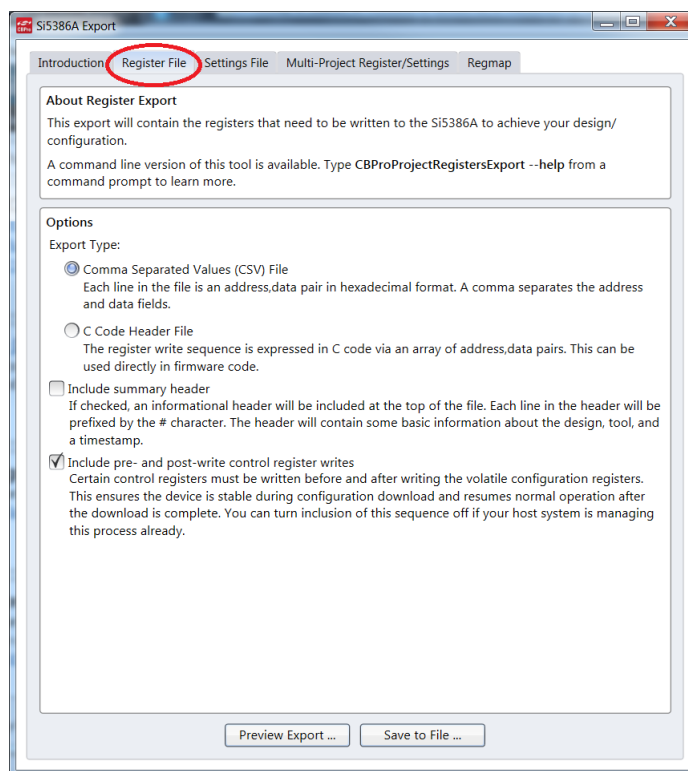 CBPro
Si5386A Export
Introduction Register File Settings File Multi-Project Register/Settings Regmap
About Register Export
This export will contain the registers that need to be written to the Si5386A to achieve your design/
configuration.
A command line version of this tool is available. Type CBProProjectRegistersExport --help from a
command prompt to learn more.
Options
Export Type:
Comma Separated Values (CSV) File
Each line in the file is an address,data pair in hexadecimal format. A comma separates the address
and data fields.
C Code Header File
The register write sequence is expressed in C code via an array of address,data pairs. This can be
used directly in firmware code.
Include summary header
If checked, an informational header will be included at the top of the file. Each line in the header will be
prefixed by the # character. The header will contain some basic information about the design, tool, and
a timestamp.
Include pre- and post-write control register writes
Certain control registers must be written before and after writing the volatile configuration registers.
This ensures the device is stable during configuration download and resumes normal operation after
the download is complete. You can turn inclusion of this sequence off if your host system is managing
this process already.
Preview Export ... Save to File ...